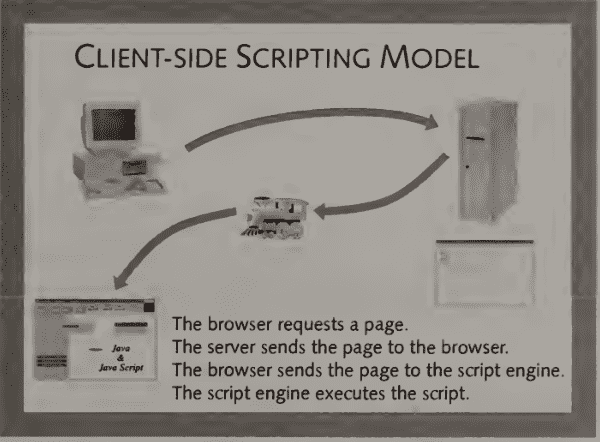 CLIENT-SIDE SCRIPTING MODEL
Java
&
Java Script
The browser requests a page.
The server sends the page to the browser.
The browser sends the page to the script engine.
The script engine executes the script.